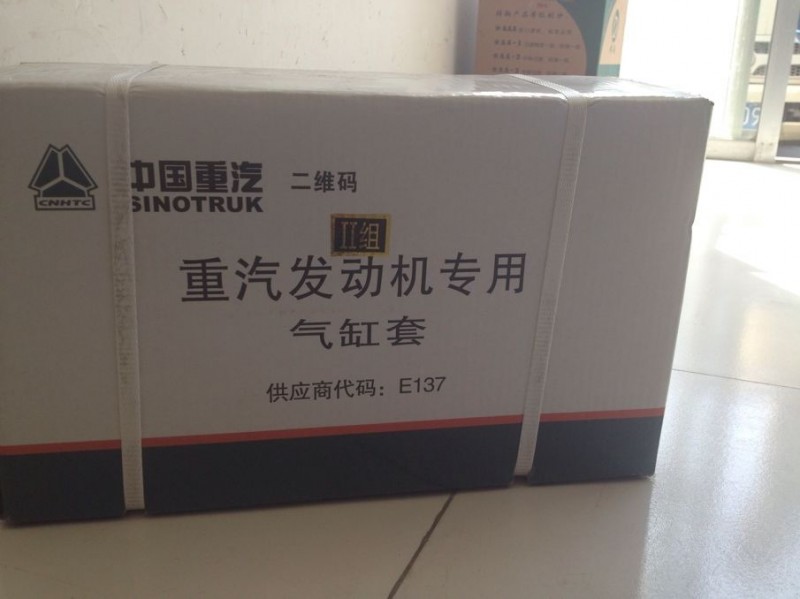 中国重汽
SINOTRUK
CNHTC
二维码
II组
重汽发动机专用
气缸套
供应商代码：E137